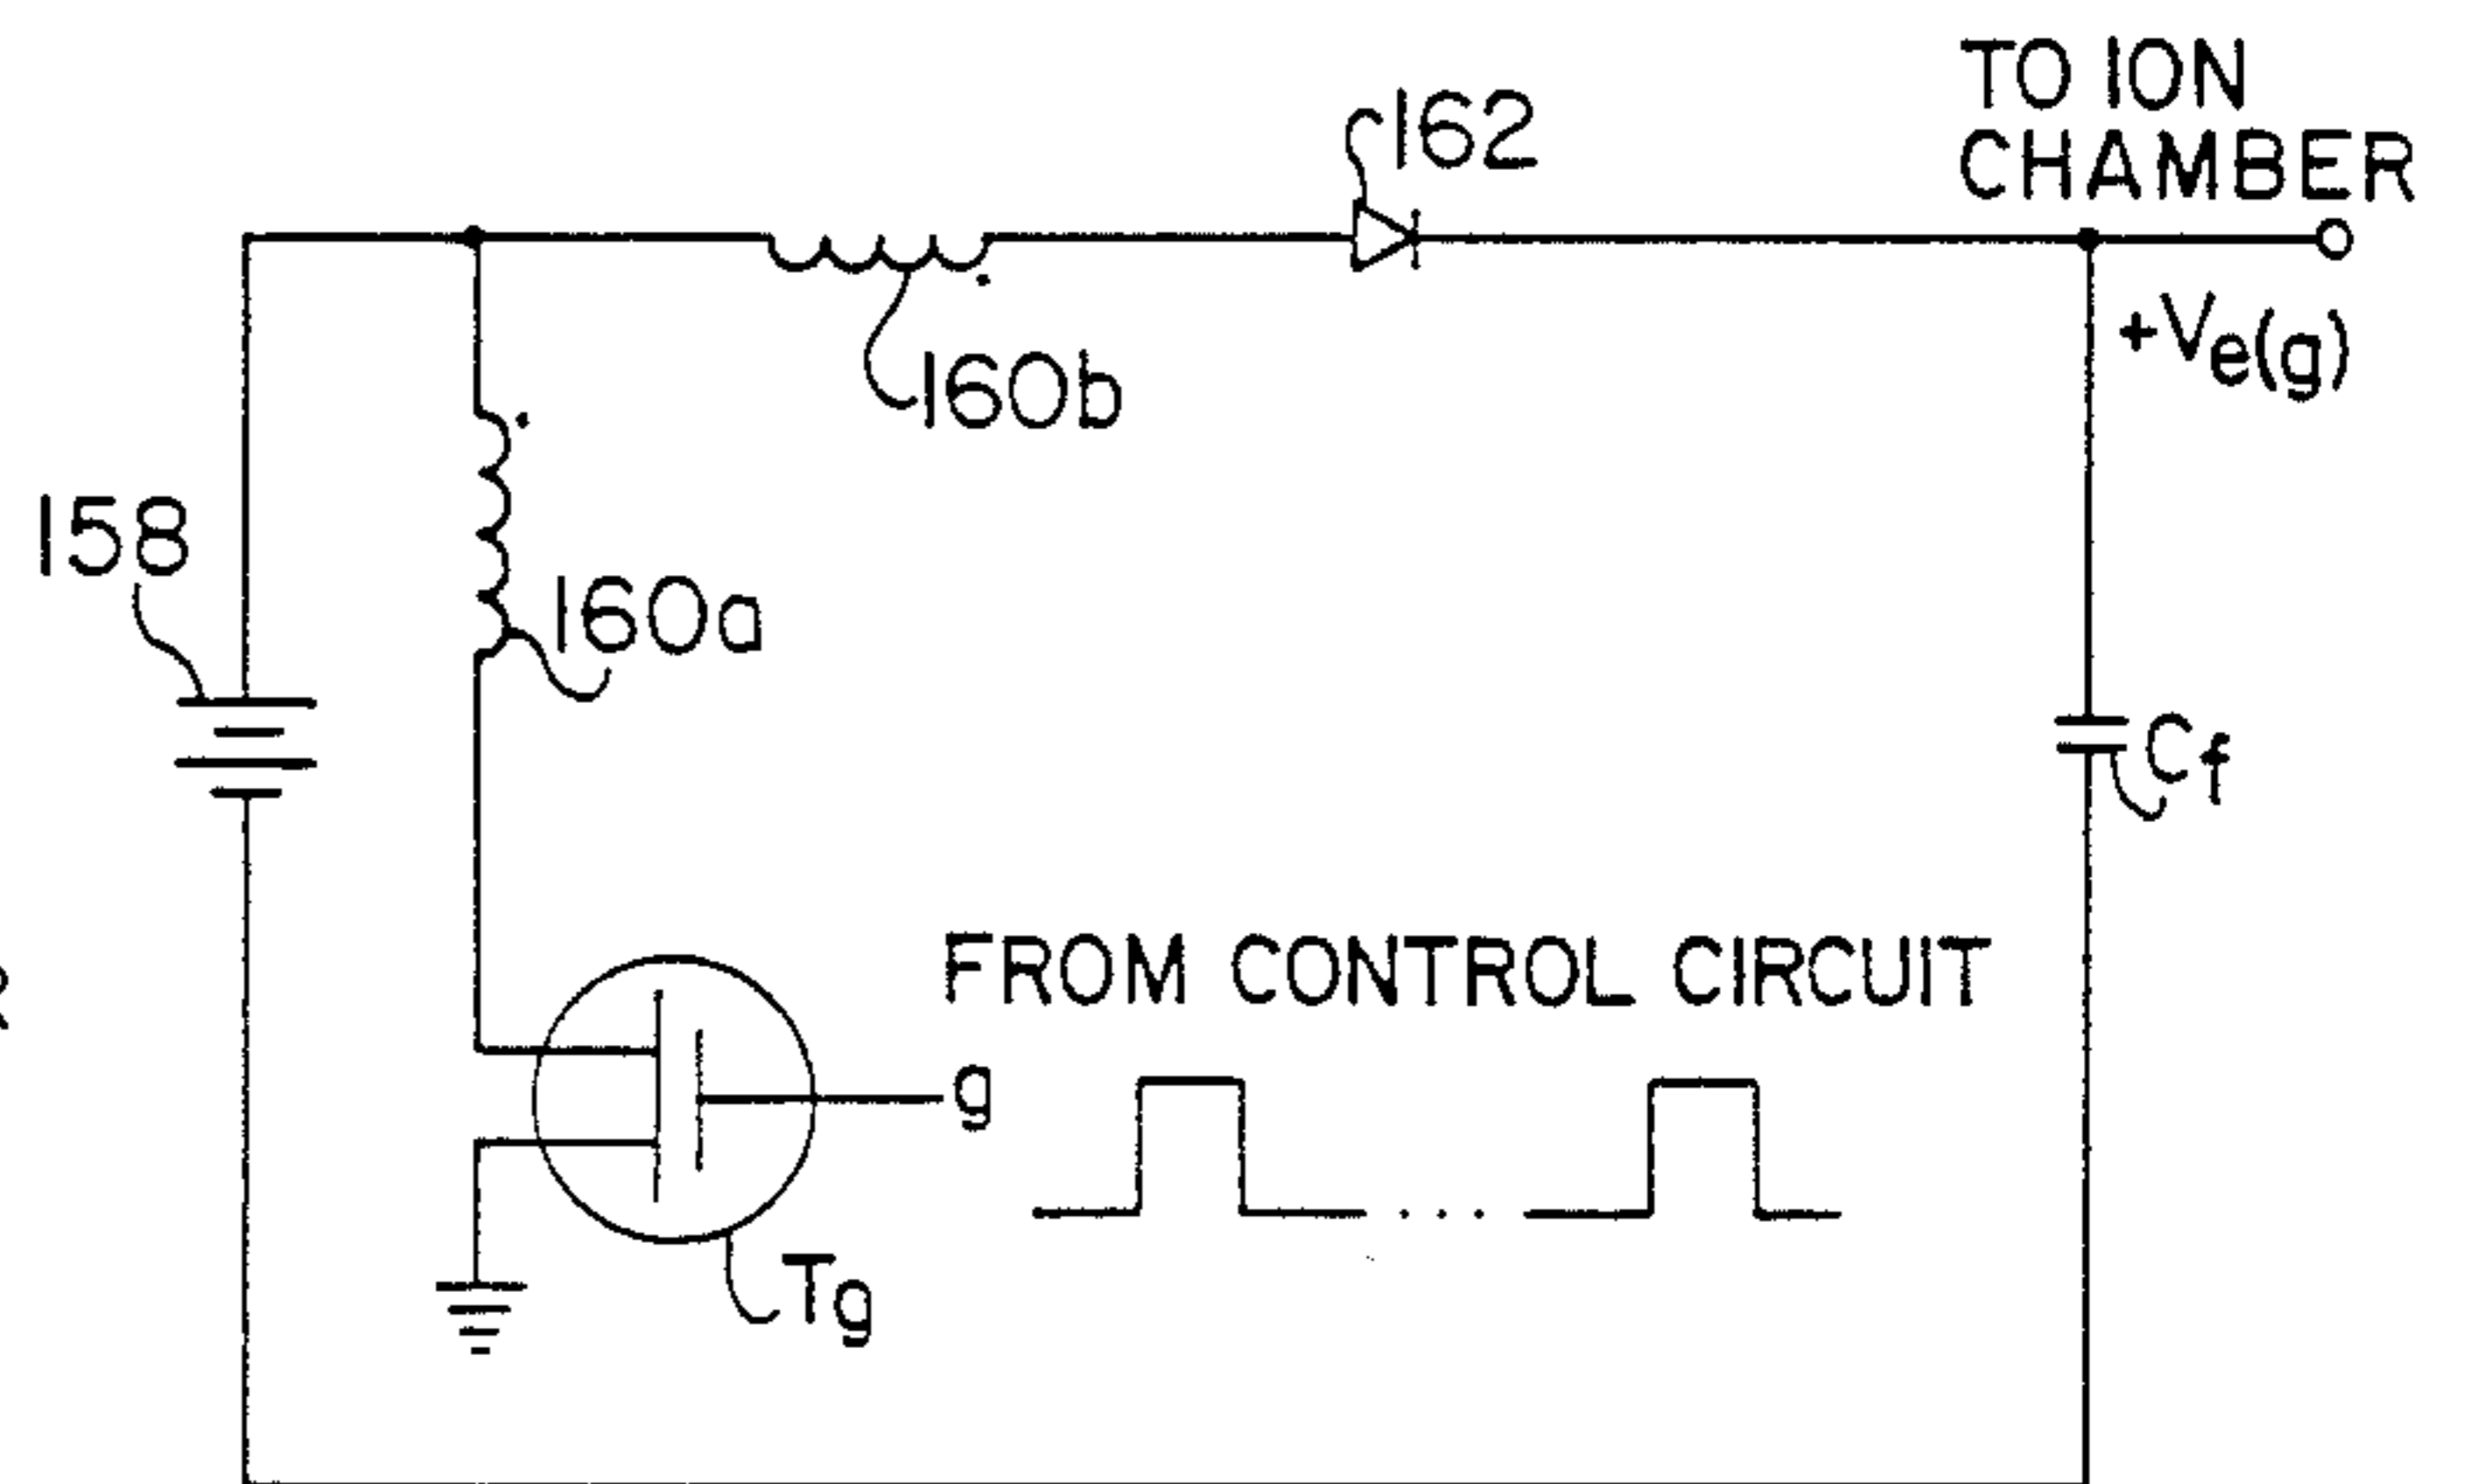 TO ION
CHAMBER
162
+Ve(g)
160b
158
160a
Cf
FROM CONTROL CIRCUIT
g
Tg